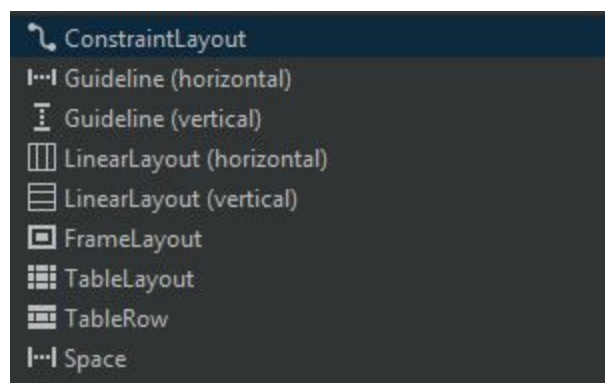 ConstraintLayout
Guideline (horizontal)
Guideline (vertical)
LinearLayout (horizontal)
LinearLayout (vertical)
FrameLayout
TableLayout
TableRow
Space